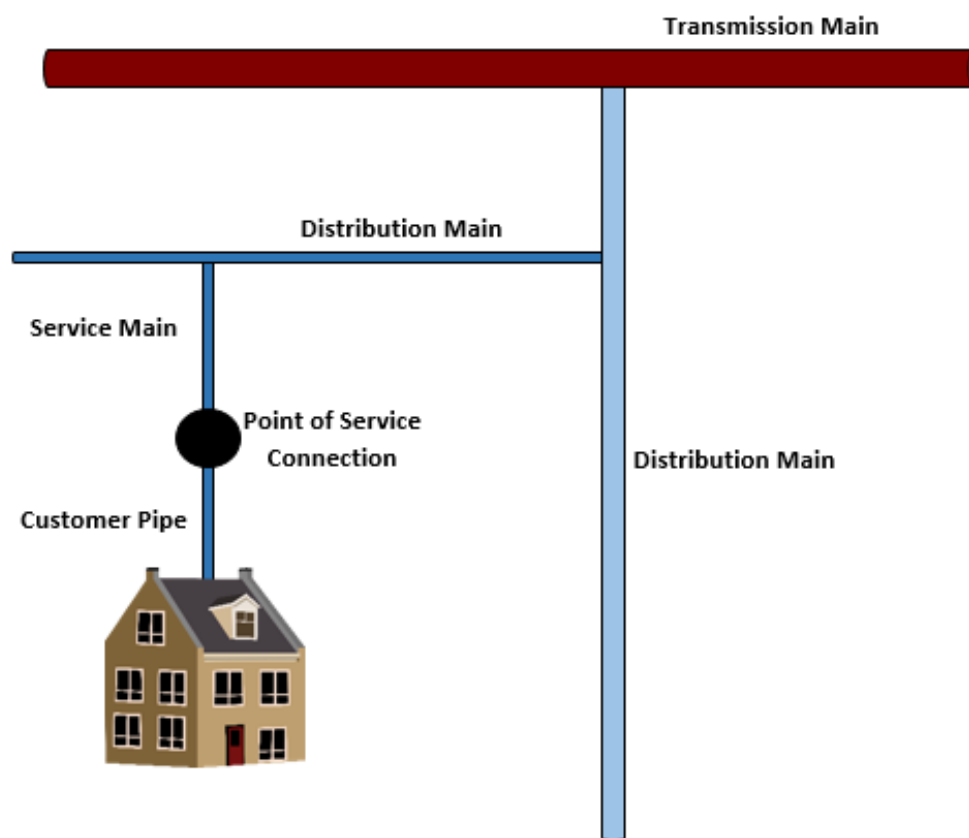 Transmission Main
Distribution Main
Service Main
Point of Service
Connection
Distribution Main
Customer Pipe